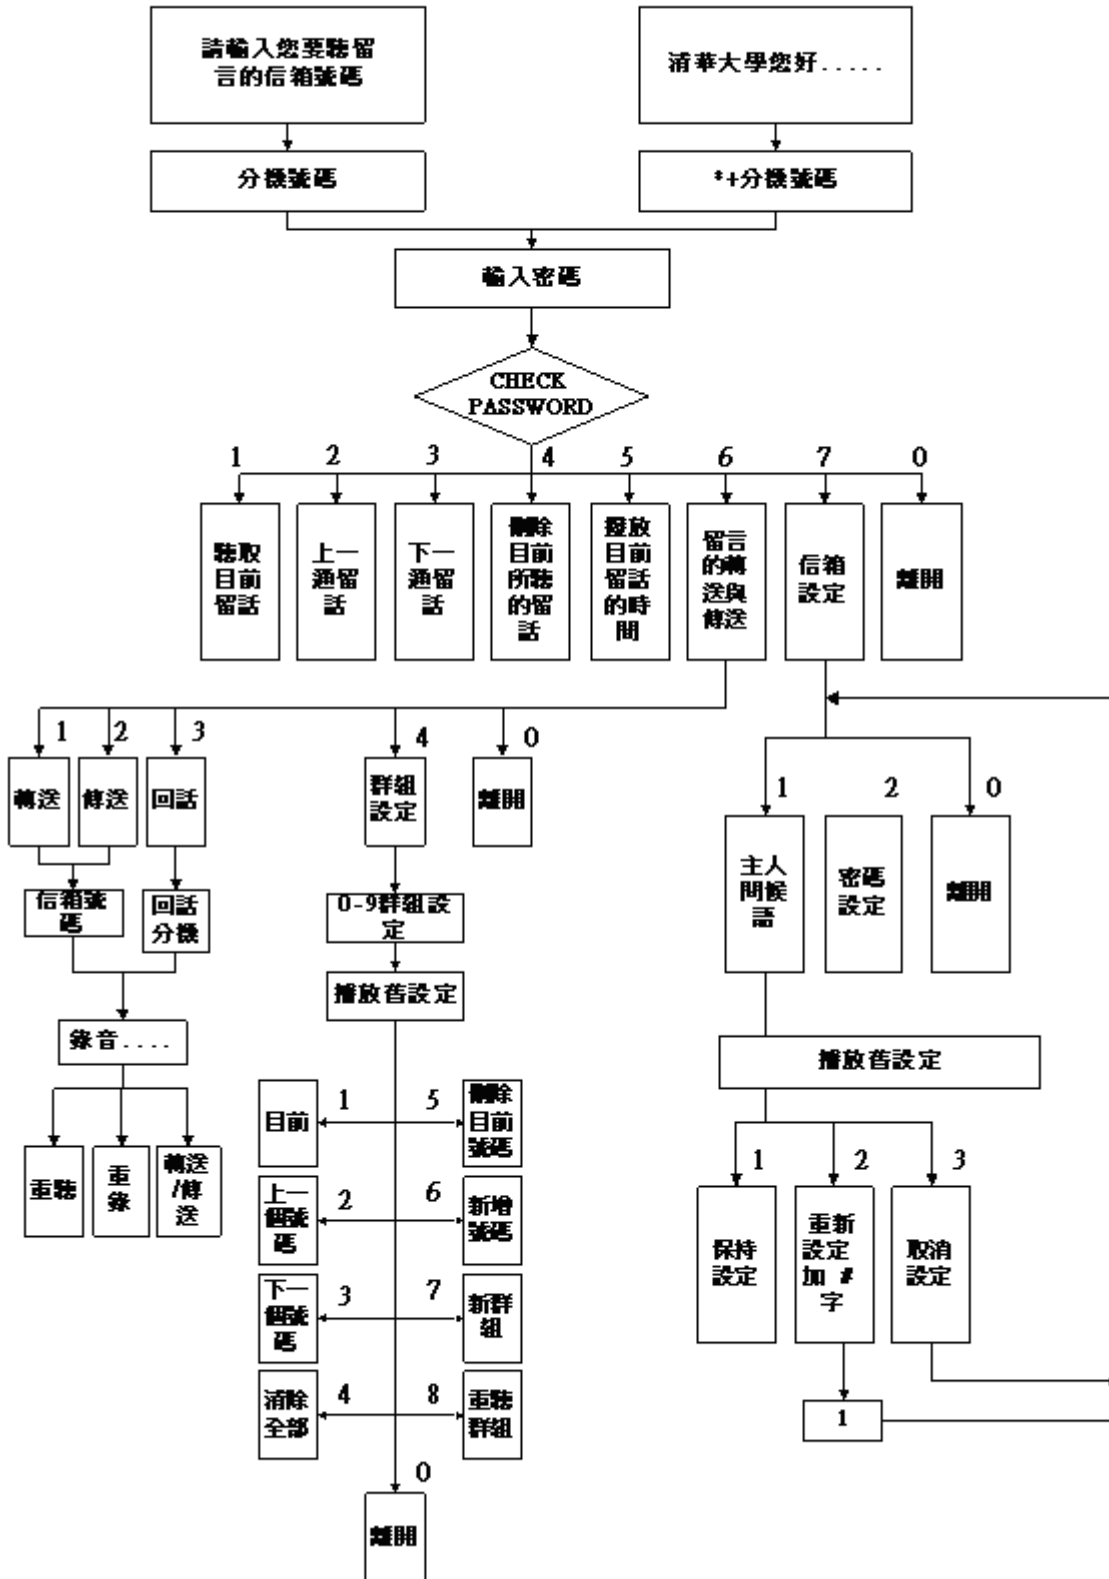 請輸入您要聽留
言的信箱號碼
清華大學您好.....
分機號碼
*+分機號碼
輸入密碼
CHECK
PASSWORD
1
2
3
4
5
6
7
0
聽取
目前
留話
上一
通留
話
下一
通留
話
刪除
目前
所聽
的留
話
撥放
目前
留話
的時
間
留言
的轉
送與
傳送
信箱
設定
離開
1
2
3
4
0
轉送
傳送
回話
群組
設定
離開
1
2
0
主人
問候
語
密碼
設定
離開
信箱號
碼
回話
分機
0-9群組設
定
播放舊設定
錄音....
播放舊設定
重聽
重
錄
轉送
/傳
送
1
目前
5
刪除
目前
號碼
2
上一
個號
碼
6
新增
號碼
3
下一
個號
碼
7
新群
組
4
清除
全部
8
重聽
群組
0
離開
1
2
3
保持
設定
重新
設定
加 #
字
取消
設定
1